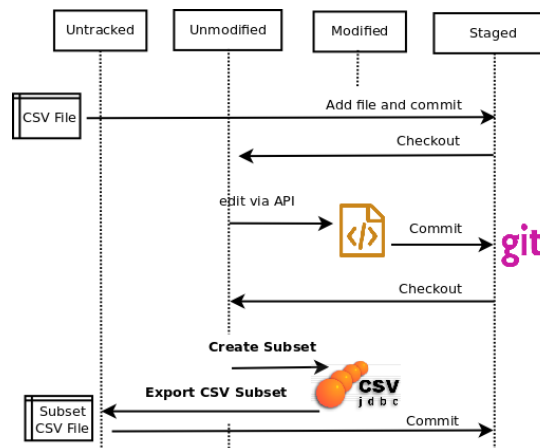 Untracked
Unmodified
Modified
Staged
CSV File
Add file and commit
Checkout
edit via API
</>
Commit
git
Checkout
Create Subset
CSV
jdbc
Export CSV Subset
Subset
CSV File
Commit